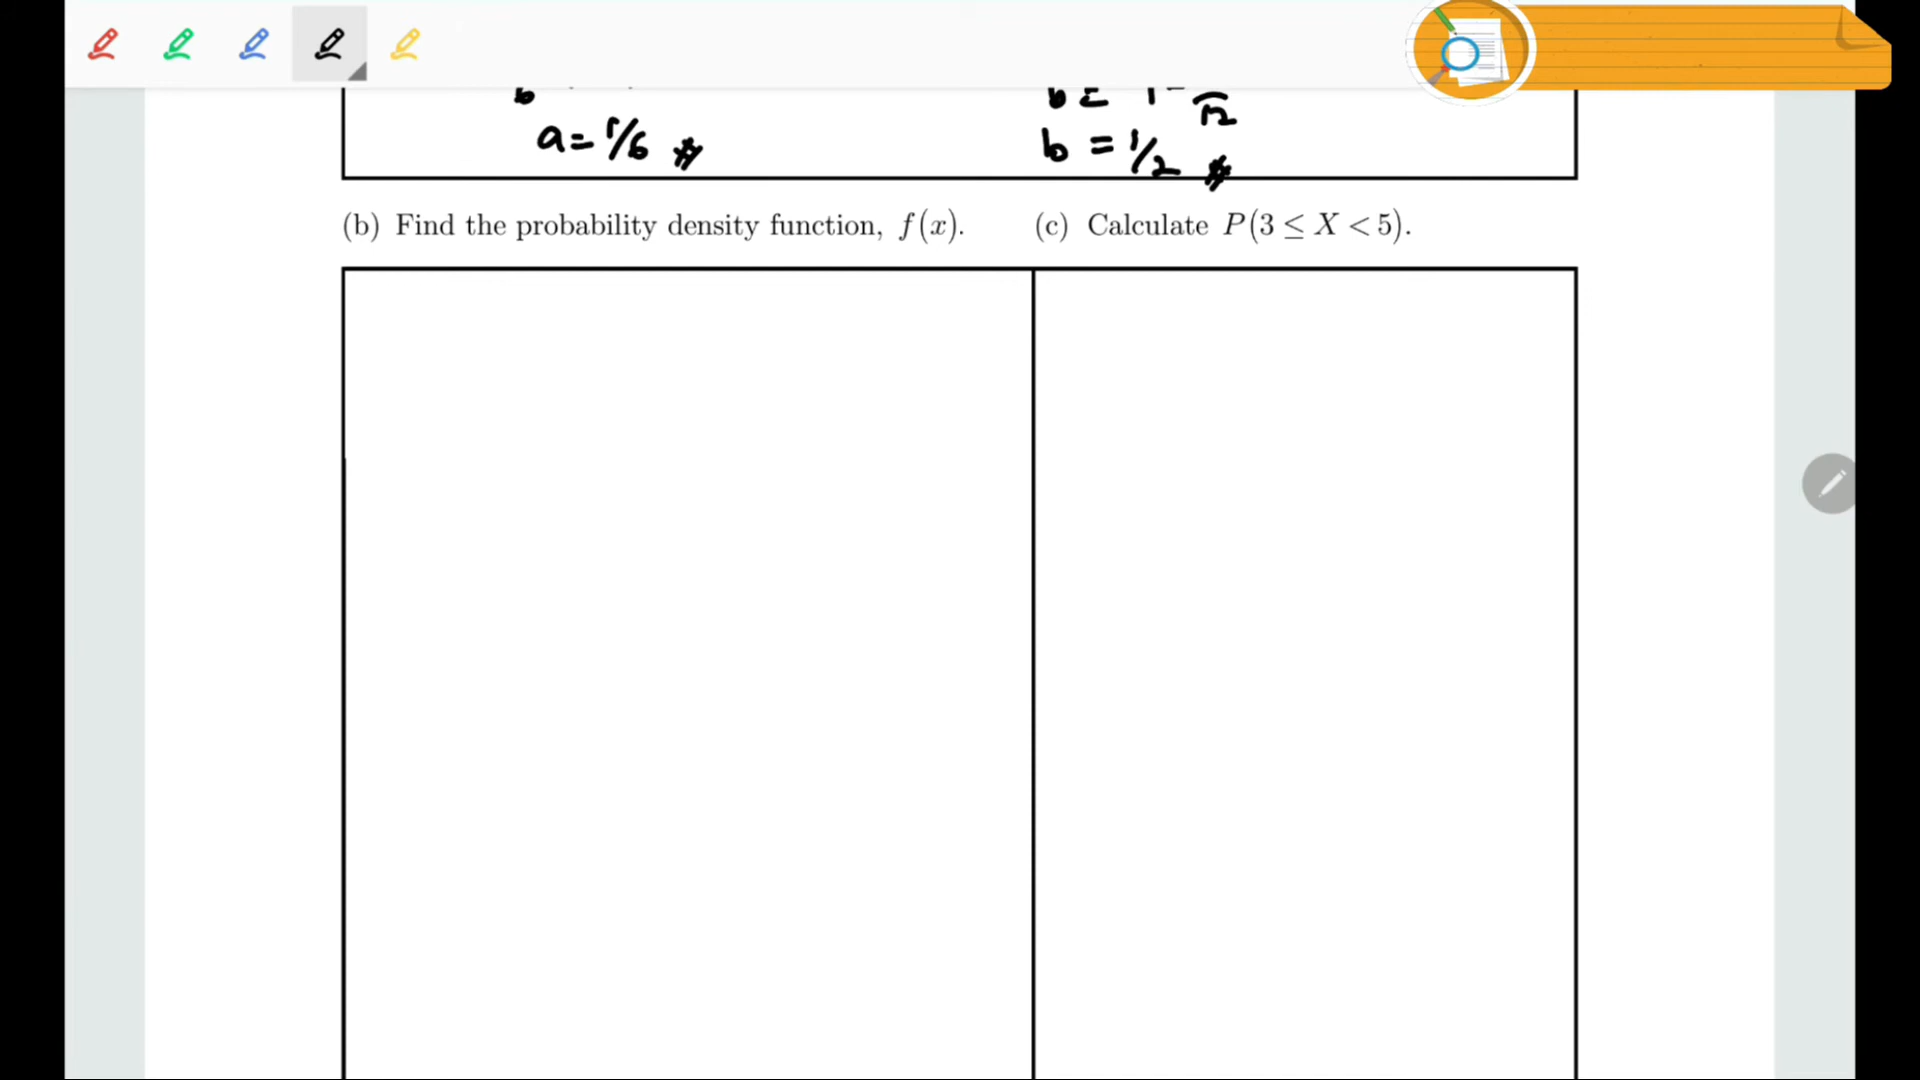 a = 1/6 #
b = 1/2 #
(b) Find the probability density function, f(x). (c) Calculate P(3 ≤ X < 5).